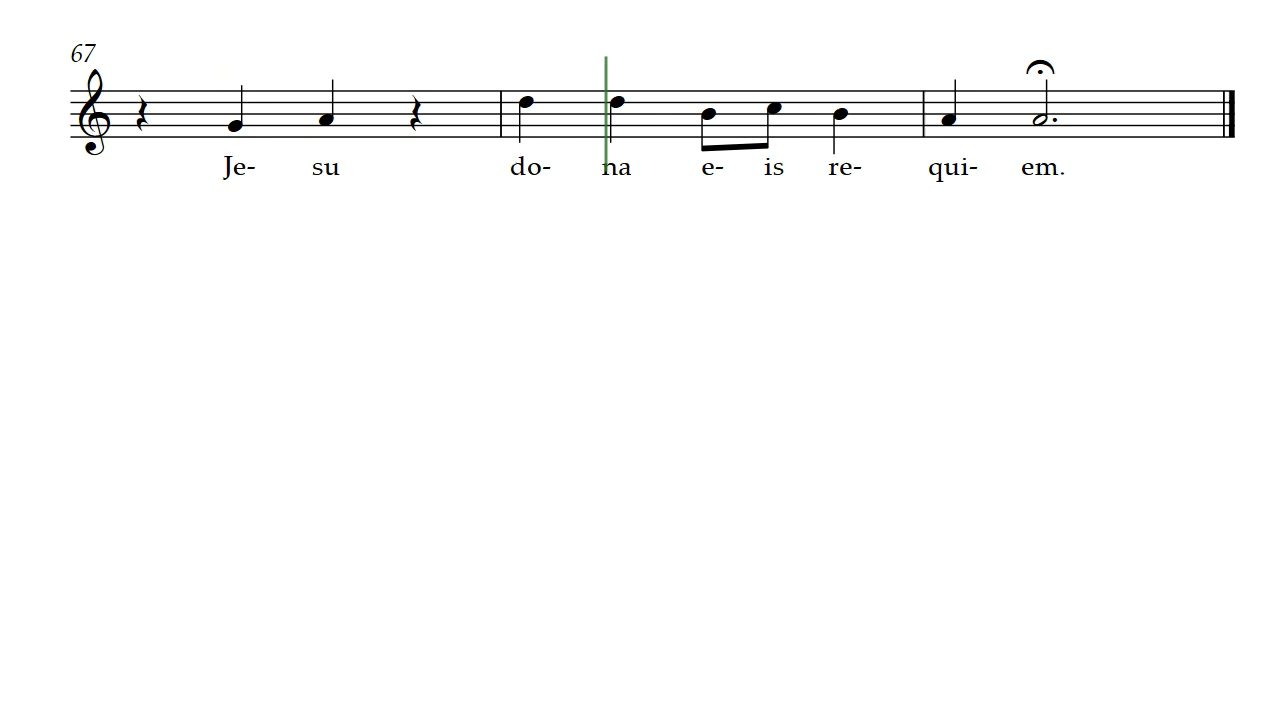 67
Je- su do- na e- is re- qui- em.